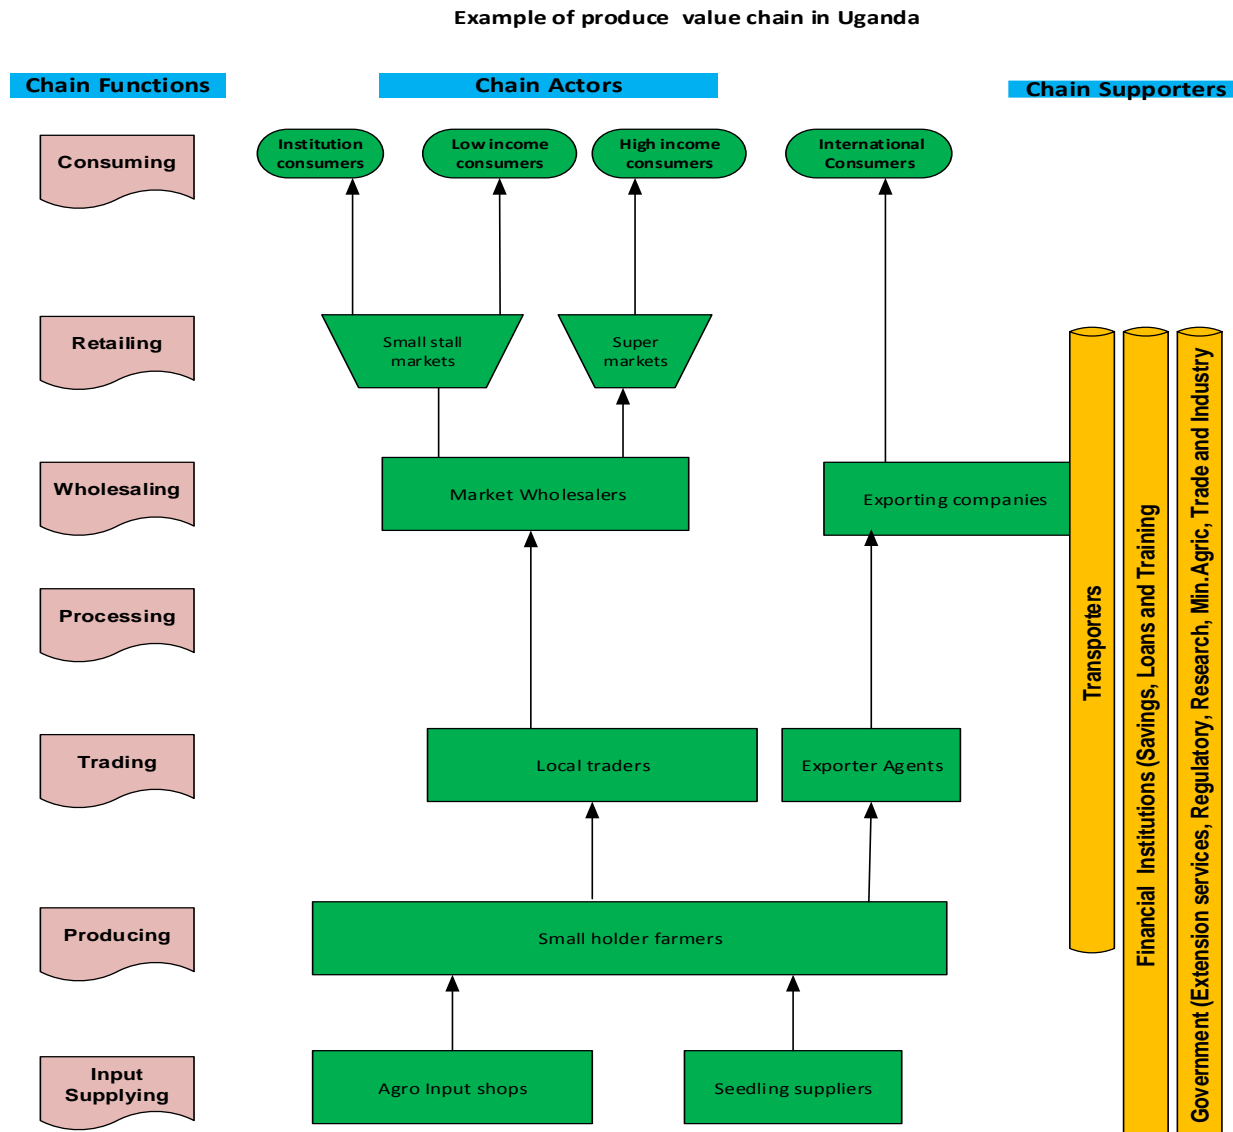 Example of produce value chain in Uganda
Chain Functions
Chain Actors
Chain Supporters
Consuming
Institution
consumers
Low income
consumers
High income
consumers
International
Consumers
Retailing
Small stall
markets
Super
markets
Wholesaling
Market Wholesalers
Exporting companies
Processing
Trading
Local traders
Exporter Agents
Producing
Small holder farmers
Input
Supplying
Agro Input shops
Seedling suppliers
Transporters
Financial Institutions (Savings, Loans and Training
Government (Extension services, Regulatory, Research, Min.Agric, Trade and Industry